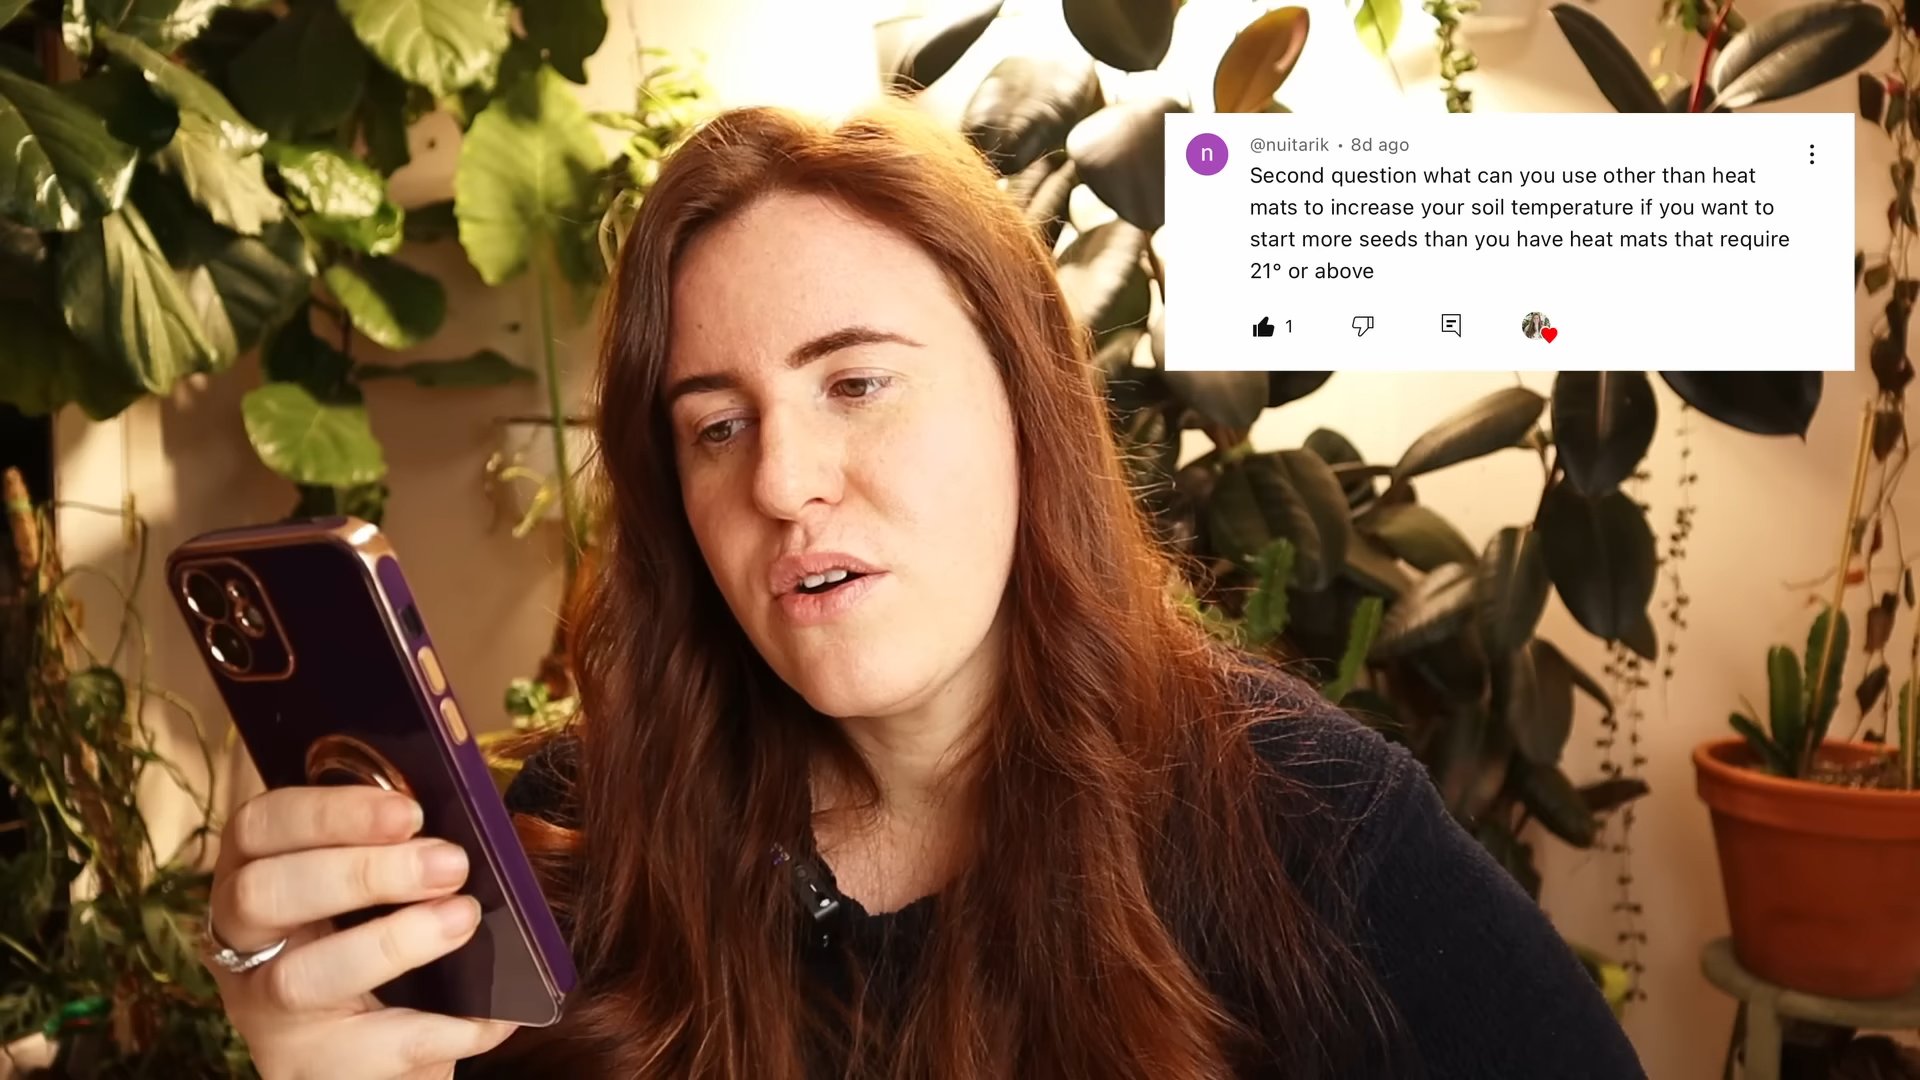 n
@nuitarik • 8d ago
Second question what can you use other than heat
mats to increase your soil temperature if you want to
start more seeds than you have heat mats that require
21° or above
1